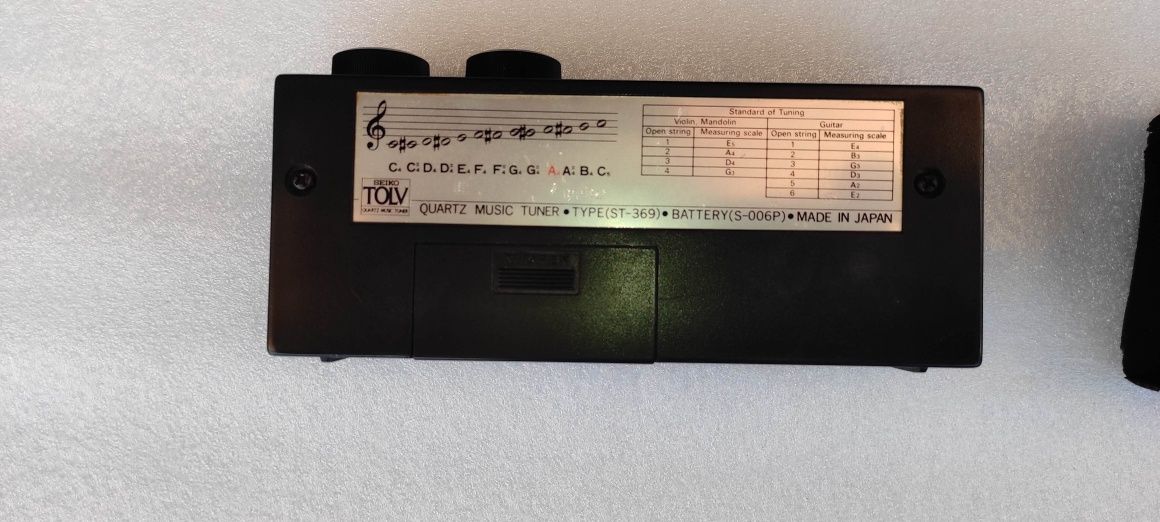 C₄ C♯₄ D₄ D♯₄ E₄ F₄ F♯₄ G₄ G♯₄ A₄ A♯₄ B₄ C₅
SEIKO
TOLV
QUARTZ MUSIC TUNER
Standard of Tuning
Violin, Mandolin Guitar
Open string Measuring scale Open string Measuring scale
1 E₅ 1 E₄
2 A₄ 2 B₃
3 D₄ 3 G₃
4 G₃ 4 D₃
5 A₂
6 E₂
QUARTZ MUSIC TUNER • TYPE(ST-369) • BATTERY(S-006P) • MADE IN JAPAN